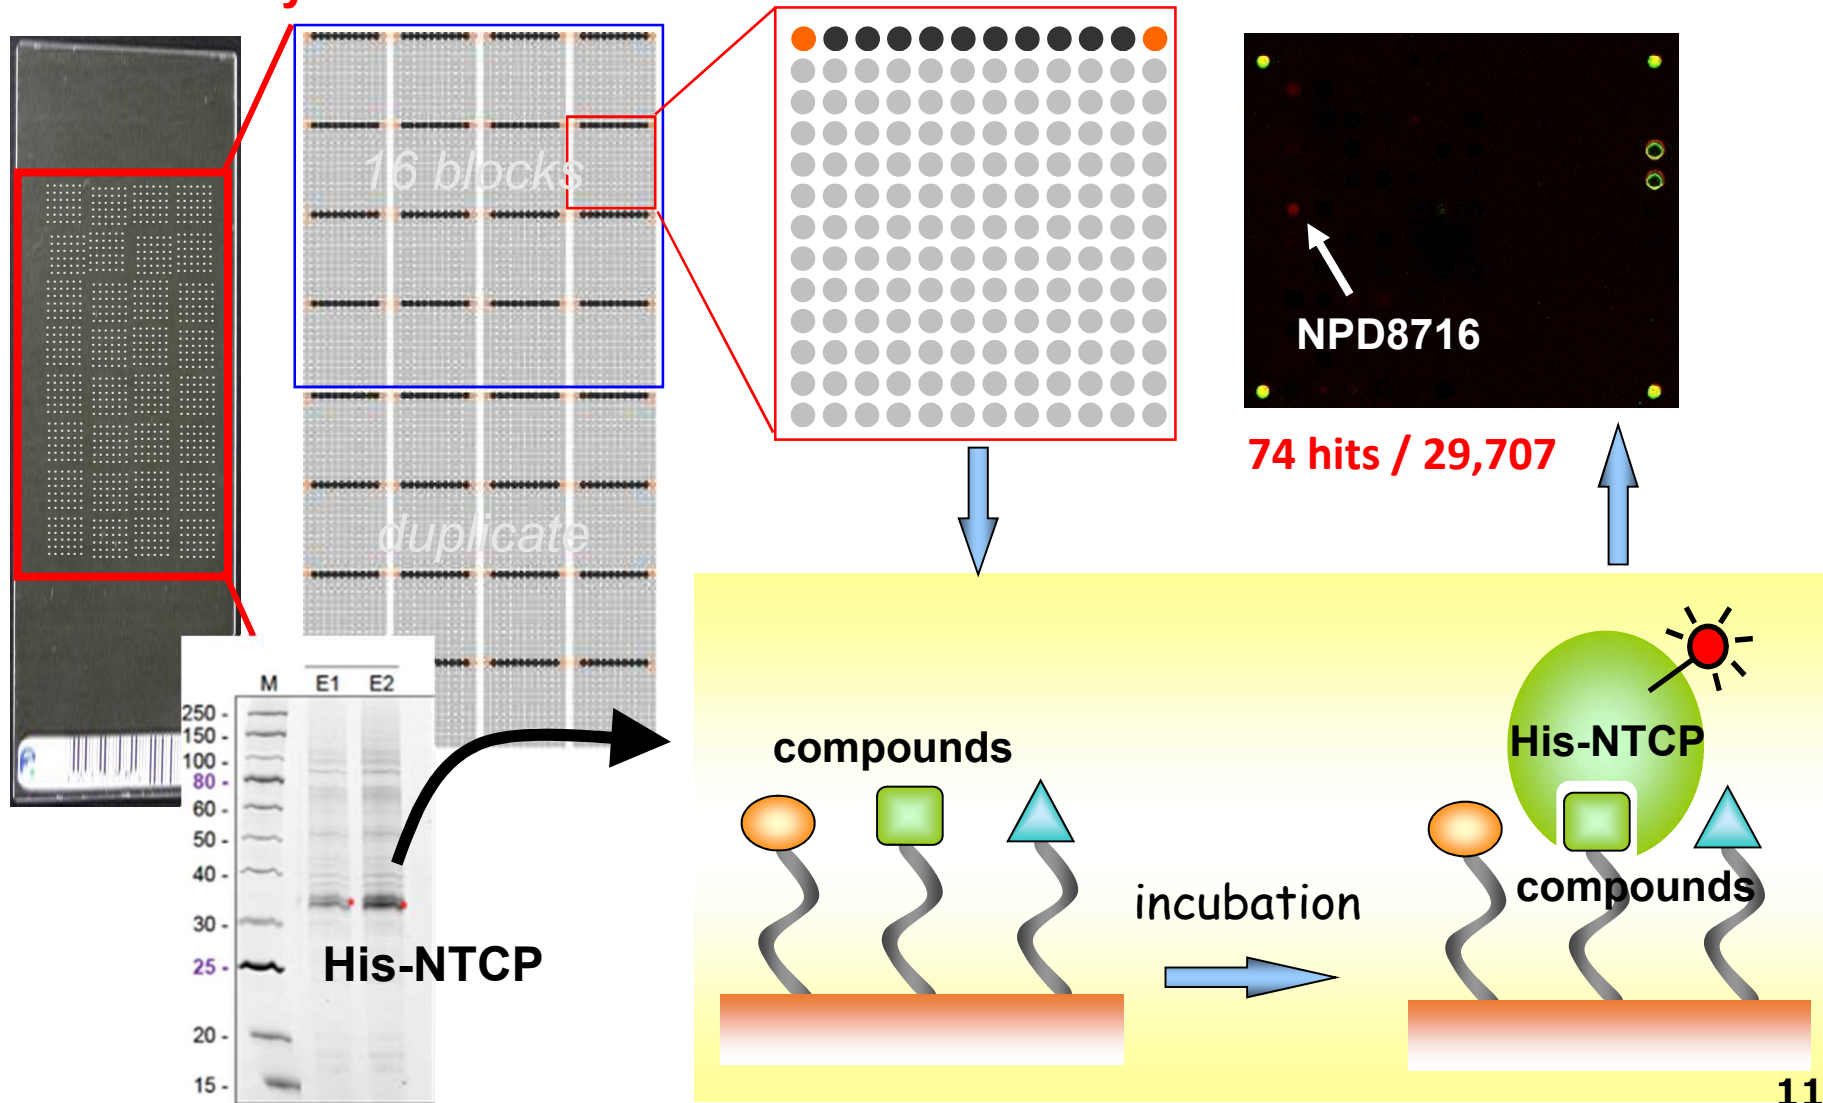 16 blocks
duplicate
NPD8716
74 hits / 29,707
M E1 E2
250 -
150 -
100 -
80 -
60 -
50 -
40 -
30 -
25 -
20 -
15 -
His-NTCP
compounds
incubation
His-NTCP
compounds
11